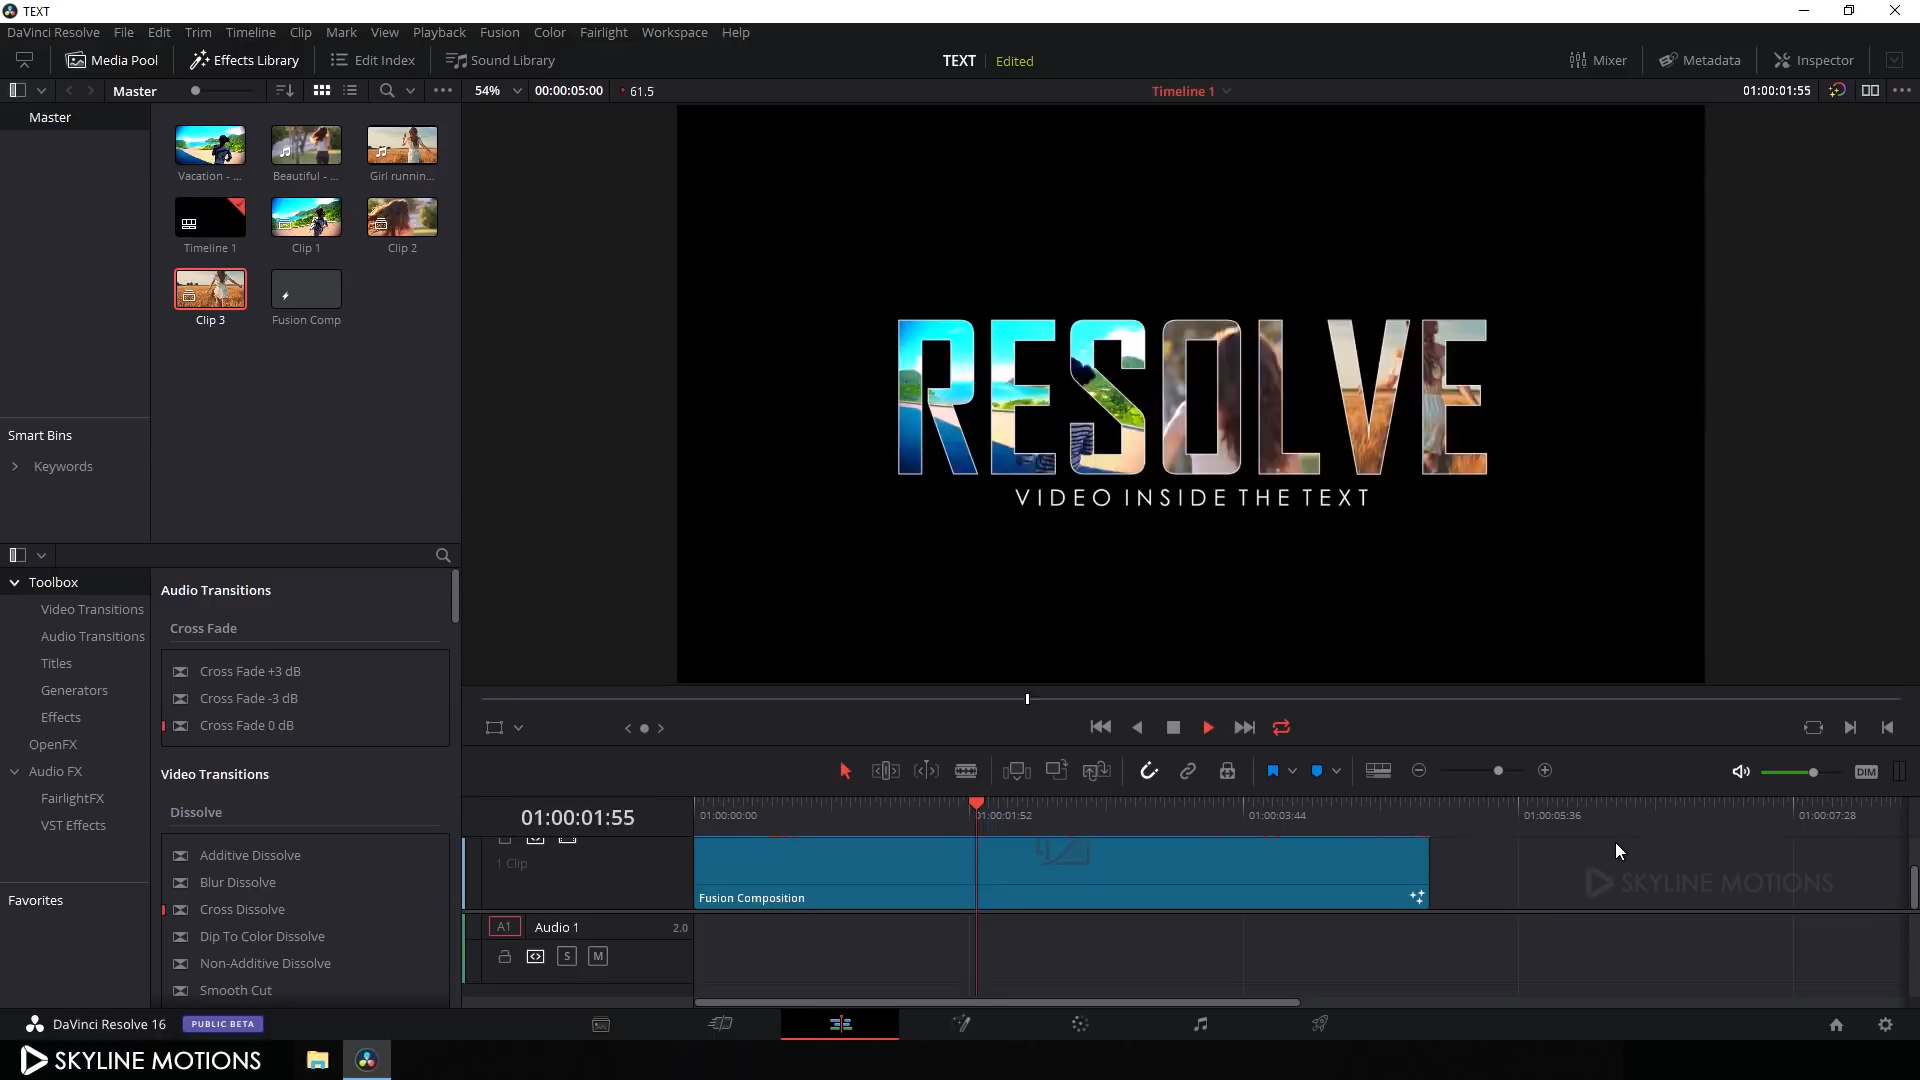 TEXT
DaVinci Resolve File Edit Trim Timeline Clip Mark View Playback Fusion Color Fairlight Workspace Help
Media Pool Effects Library Edit Index Sound Library TEXT Edited Mixer Metadata Inspector
Master 54% 00:00:05:00 61.5 Timeline 1 01:00:01:55
Master
Vacation - ... Beautiful - ... Girl runnin...
Timeline 1 Clip 1 Clip 2
Clip 3 Fusion Comp
RESOLVE
VIDEO INSIDE THE TEXT
Smart Bins
Keywords
Toolbox
Video Transitions
Audio Transitions
Titles
Generators
Effects
OpenFX
Audio FX
FairlightFX
VST Effects
Favorites
Audio Transitions
Cross Fade
Cross Fade +3 dB
Cross Fade -3 dB
Cross Fade 0 dB
Video Transitions
Dissolve
Additive Dissolve
Blur Dissolve
Cross Dissolve
Dip To Color Dissolve
Non-Additive Dissolve
Smooth Cut
DIM
01:00:01:55 01:00:00:00 01:00:01:52 01:00:03:44 01:00:05:36 01:00:07:28
1 Clip
Fusion Composition
SKYLINE MOTIONS
A1 Audio 1 2.0
S M
DaVinci Resolve 16 PUBLIC BETA
SKYLINE MOTIONS